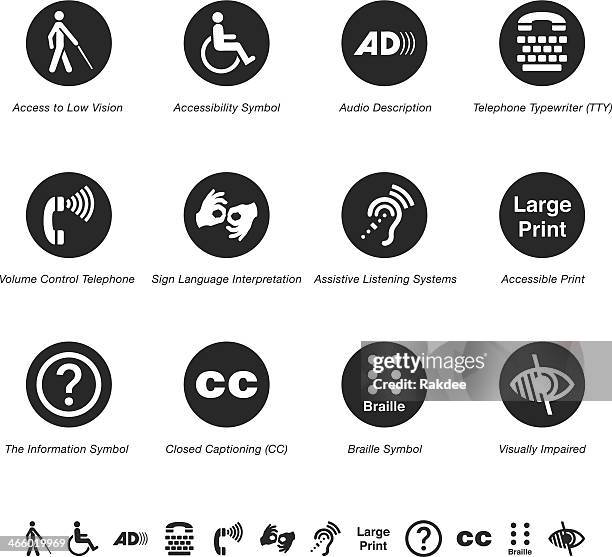 AD
Access to Low Vision
Accessibility Symbol
Audio Description
Telephone Typewriter (TTY)
Large
Print
Volume Control Telephone
Sign Language Interpretation
Assistive Listening Systems
Accessible Print
?
CC
Braille
gettyimages
Rakdee
The Information Symbol
Closed Captioning (CC)
Braille Symbol
Visually Impaired
AD
Large
Print
?
CC
Braille
466019969